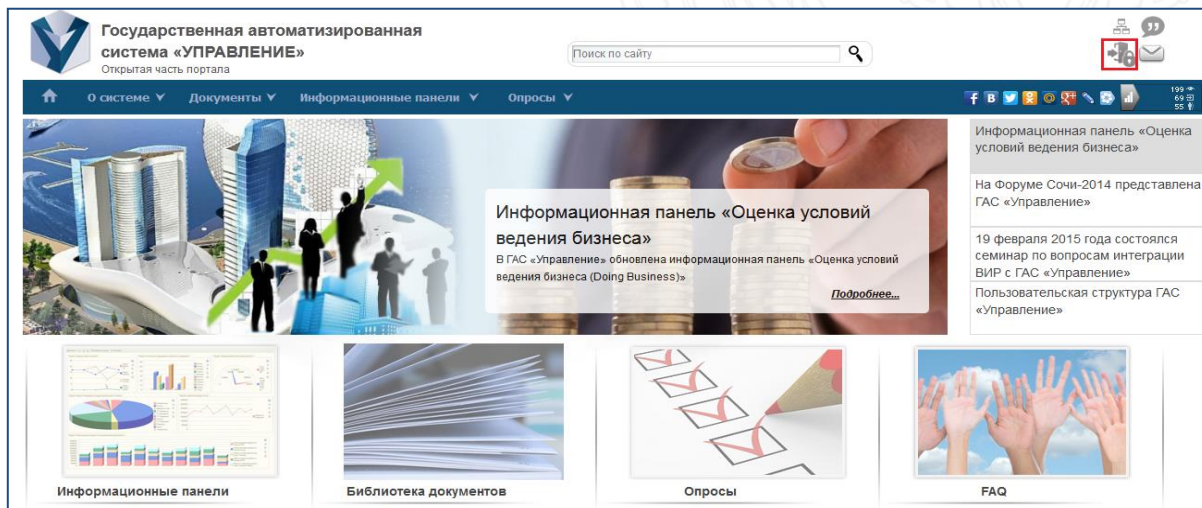 Государственная автоматизированная
система «УПРАВЛЕНИЕ»
Открытая часть портала
Поиск по сайту
О системе
Документы
Информационные панели
Опросы
199
69
55
Информационная панель «Оценка условий
ведения бизнеса»
В ГАС «Управление» обновлена информационная панель «Оценка условий
ведения бизнеса (Doing Business)»
Подробнее...
Информационная панель «Оценка
условий ведения бизнеса»
На Форуме Сочи-2014 представлена
ГАС «Управление»
19 февраля 2015 года состоялся
семинар по вопросам интеграции
ВИР с ГАС «Управление»
Пользовательская структура ГАС
«Управление»
Информационные панели
Библиотека документов
Опросы
FAQ